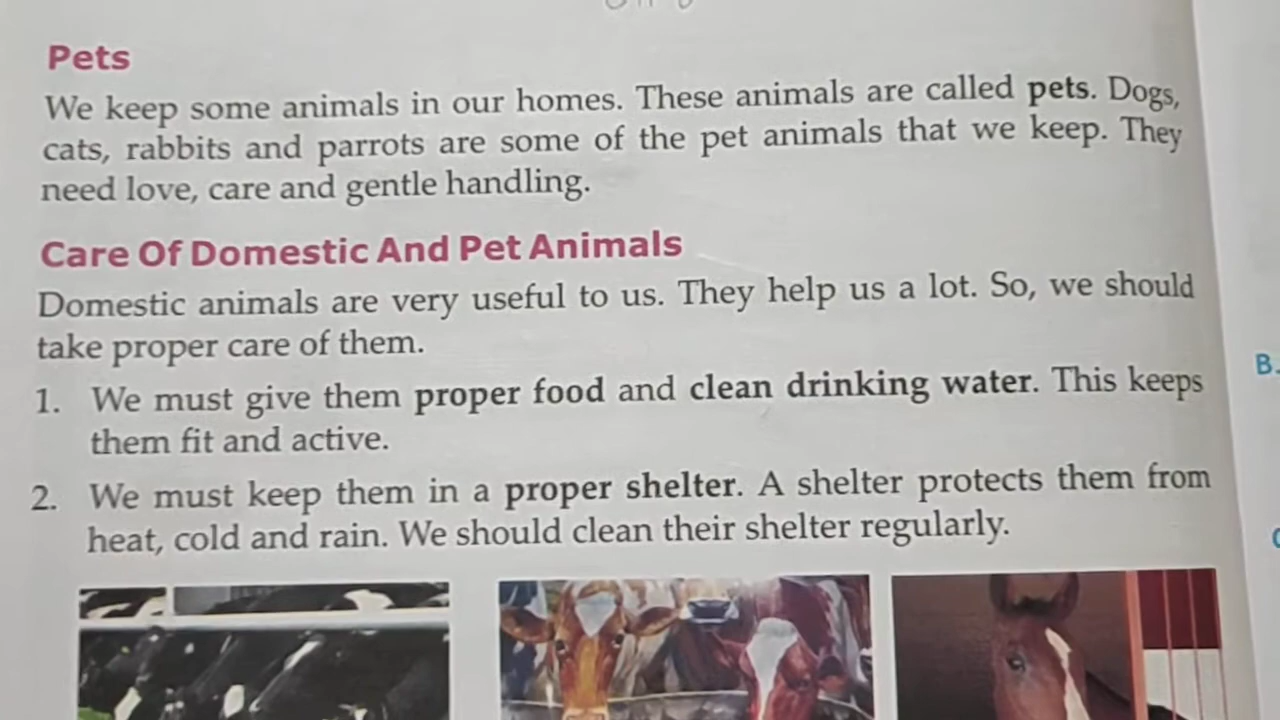 Pets
We keep some animals in our homes. These animals are called pets. Dogs,
cats, rabbits and parrots are some of the pet animals that we keep. They
need love, care and gentle handling.
Care Of Domestic And Pet Animals
Domestic animals are very useful to us. They help us a lot. So, we should
take proper care of them.
1. We must give them proper food and clean drinking water. This keeps
them fit and active.
2. We must keep them in a proper shelter. A shelter protects them from
heat, cold and rain. We should clean their shelter regularly.
B.